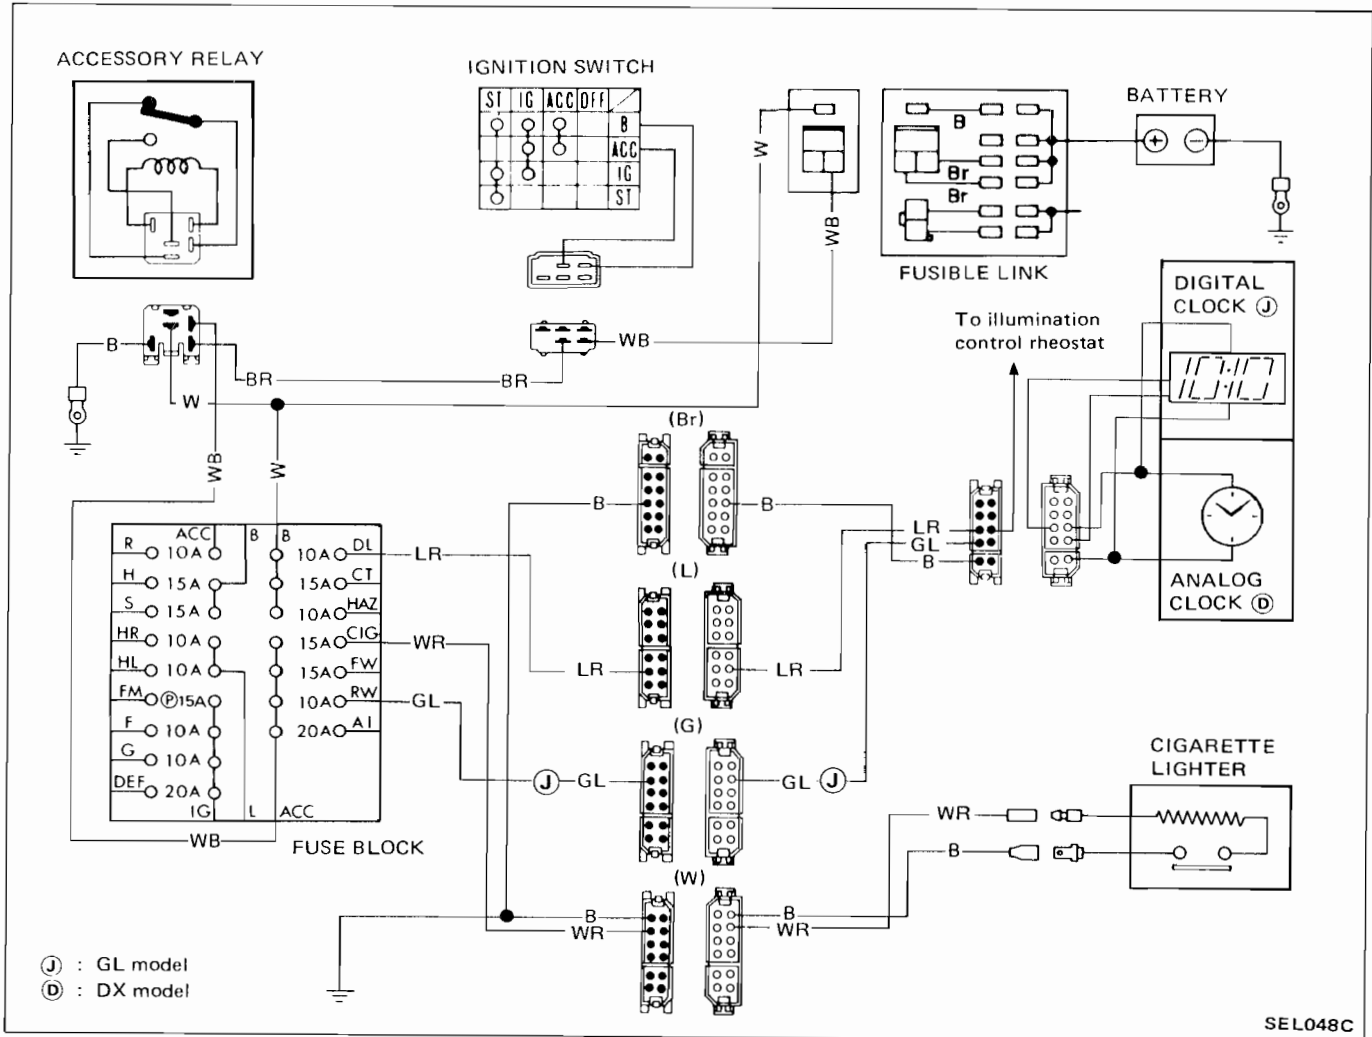 ACCESSORY RELAY
IGNITION SWITCH
ST IG ACC OFF
B
ACC
IG
ST
W
WB
B
Br
Br
FUSIBLE LINK
BATTERY
+ −
DIGITAL
CLOCK Ⓙ
10:10
To illumination
control rheostat
B
WB
BR
BR
W
WB
W
(Br)
B
B
LR
GL
B
ANALOG
CLOCK Ⓓ
ACC B B
R 10A 10A DL
LR
H 15A 15A CT
S 15A 10A HAZ
HR 10A 15A CIG
WR
HL 10A 15A FW
FM Ⓟ15A 10A RW
GL
F 10A 20A AI
G 10A
DEF 20A
IG L ACC
WB
FUSE BLOCK
(L)
LR
LR
(G)
Ⓙ GL
GL Ⓙ
CIGARETTE
LIGHTER
WR
B
(W)
B
WR
B
WR
Ⓙ : GL model
Ⓓ : DX model
SEL048C